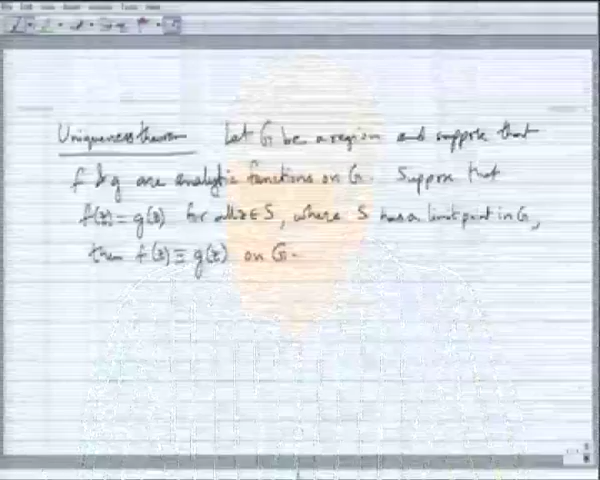 Uniqueness theorem Let G be a region and suppose that
f & g are analytic functions on G. Suppose that
f(z) = g(z) for all z ∈ S, where S has a limit point in G,
then f(z) ≡ g(z) on G.